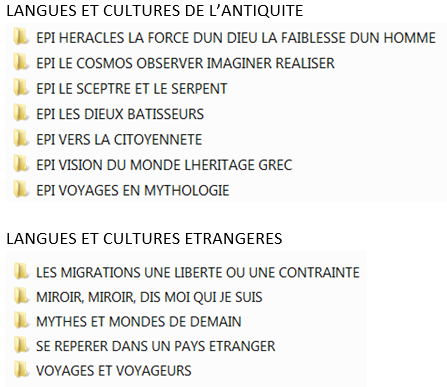 LANGUES ET CULTURES DE L’ANTIQUITE
EPI HERACLES LA FORCE DUN DIEU LA FAIBLESSE DUN HOMME
EPI LE COSMOS OBSERVER IMAGINER REALISER
EPI LE SCEPTRE ET LE SERPENT
EPI LES DIEUX BATISSEURS
EPI VERS LA CITOYENNETE
EPI VISION DU MONDE LHERITAGE GREC
EPI VOYAGES EN MYTHOLOGIE
LANGUES ET CULTURES ETRANGERES
LES MIGRATIONS UNE LIBERTE OU UNE CONTRAINTE
MIROIR, MIROIR, DIS MOI QUI JE SUIS
MYTHES ET MONDES DE DEMAIN
SE REPERER DANS UN PAYS ETRANGER
VOYAGES ET VOYAGEURS